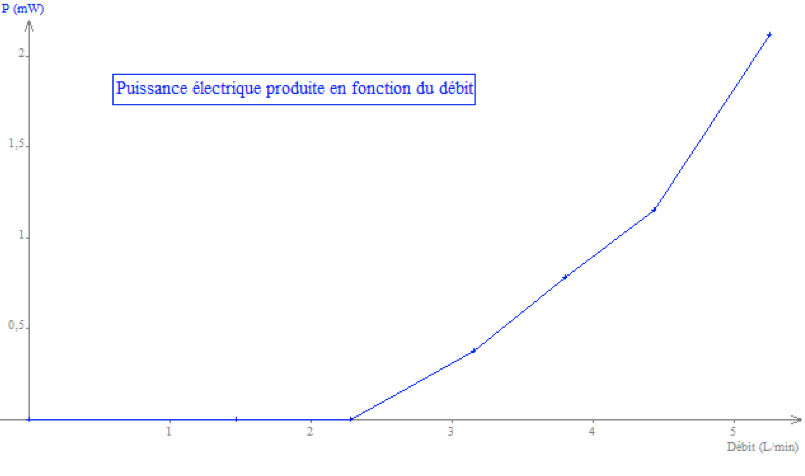 P (mW)
2
Puissance électrique produite en fonction du débit
1,5
1
0,5
1 2 3 4 5
Débit (L/min)